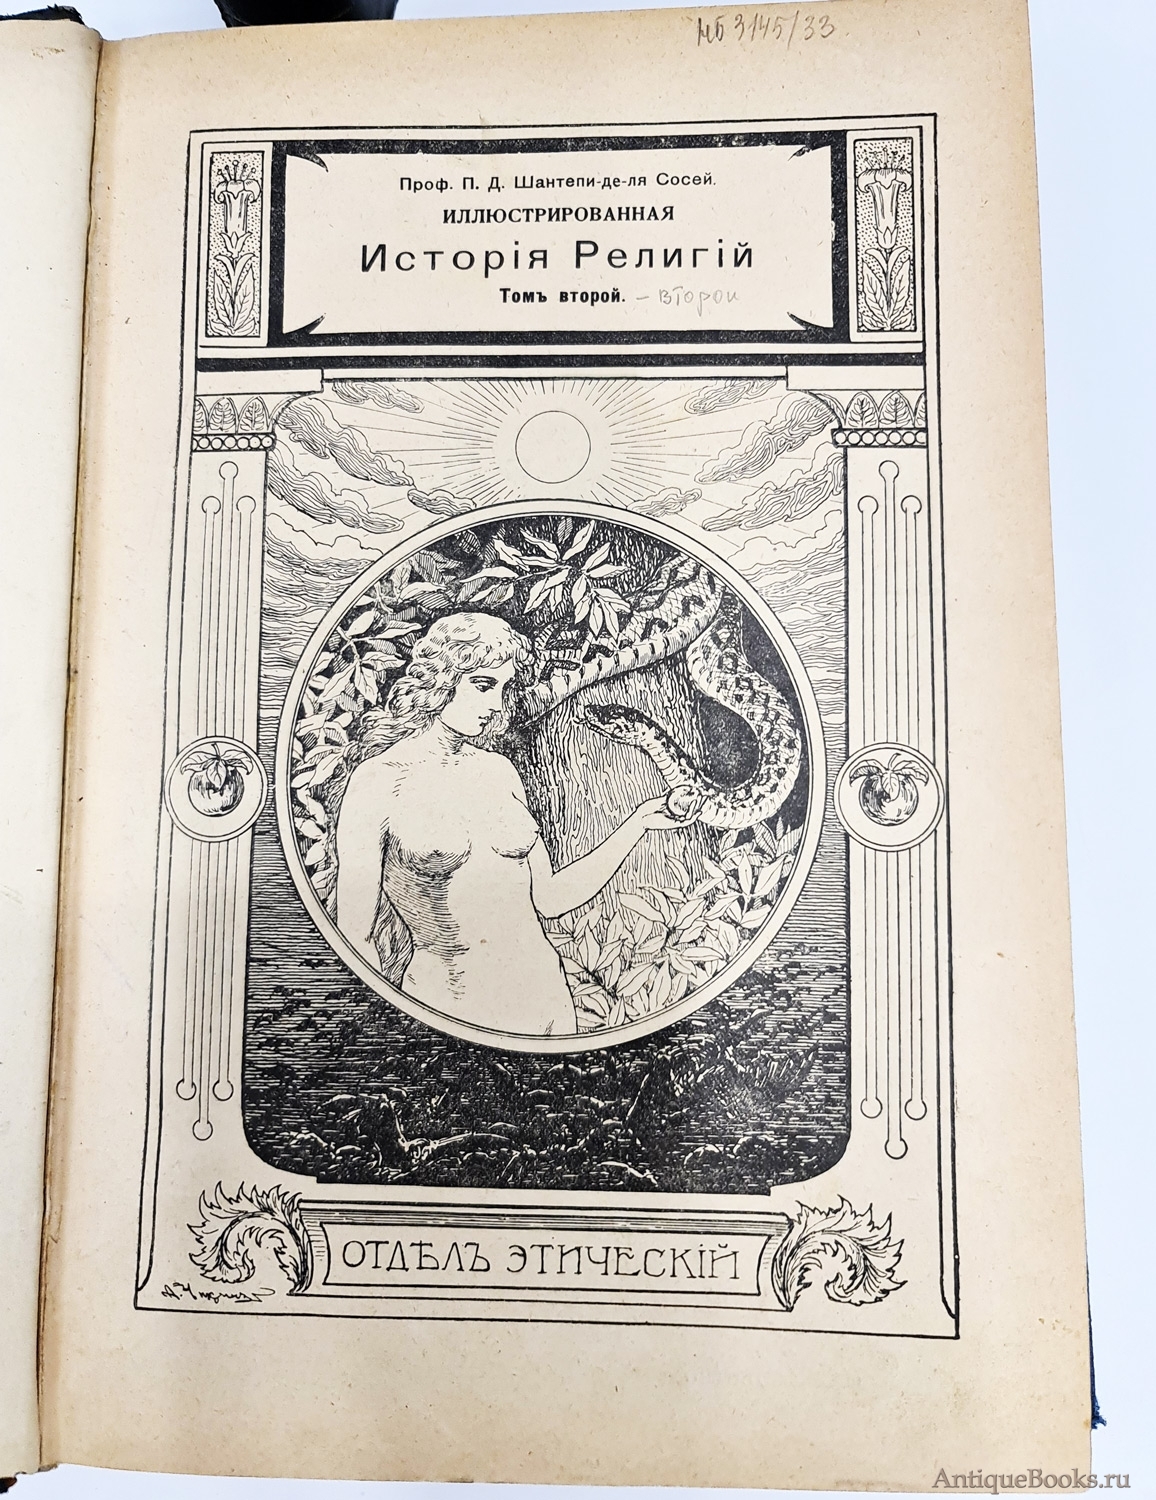 нб 3145/33
Проф. П. Д. Шантепи-де-ля Сосей.
ИЛЛЮСТРИРОВАННАЯ
Исторія Религій
Томъ второй. – второй
ОТДѢЛЪ ЭТИЧЕСКІЙ
AntiqueBooks.ru